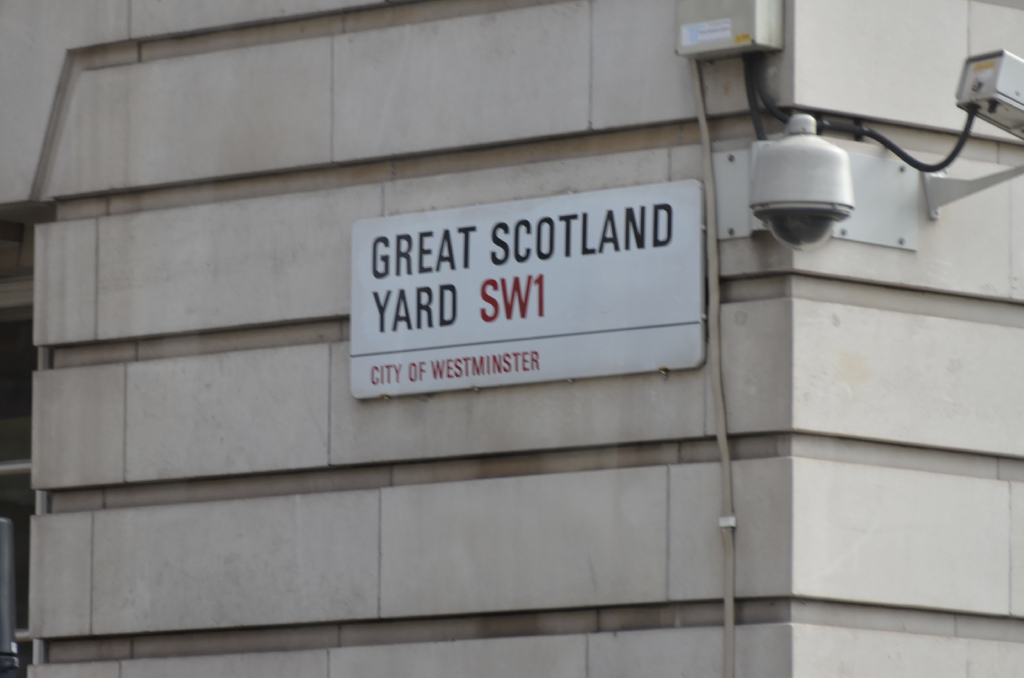 GREAT SCOTLAND
YARD SW1
CITY OF WESTMINSTER